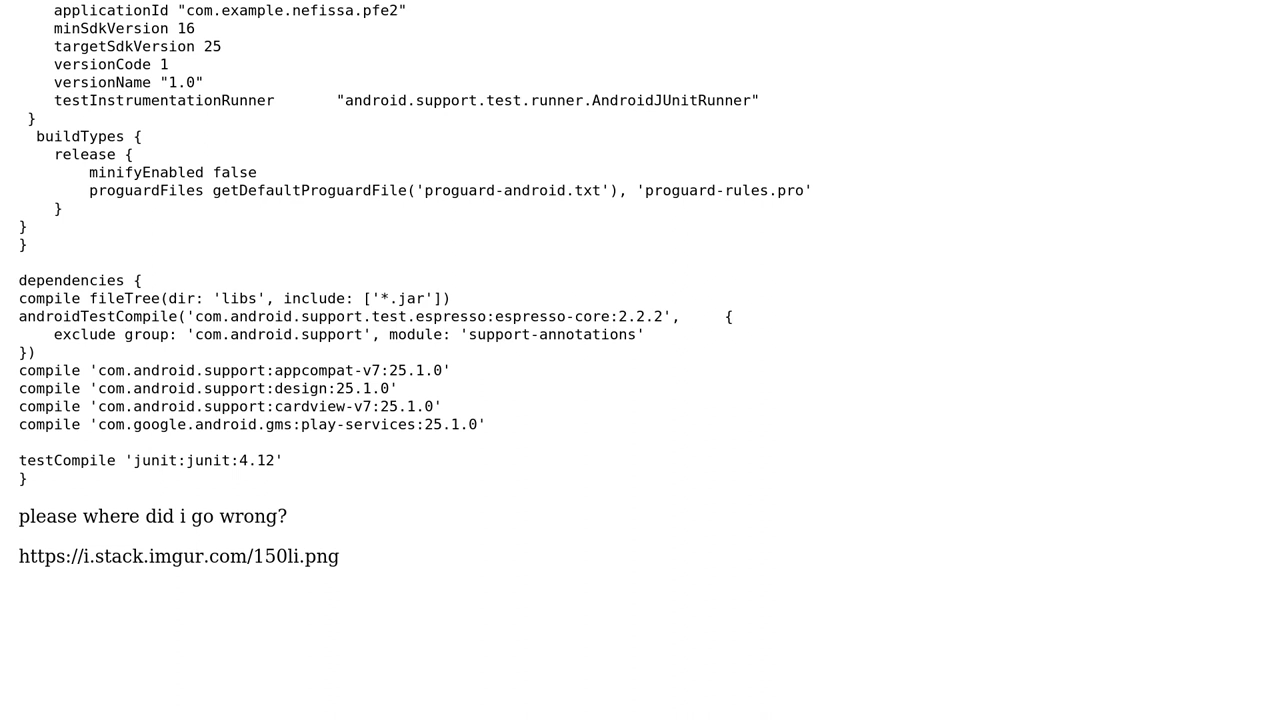 applicationId "com.example.nefissa.pfe2"
minSdkVersion 16
targetSdkVersion 25
versionCode 1
versionName "1.0"
testInstrumentationRunner       "android.support.test.runner.AndroidJUnitRunner"
}
buildTypes {
release {
minifyEnabled false
proguardFiles getDefaultProguardFile('proguard-android.txt'), 'proguard-rules.pro'
}
}
}
dependencies {
compile fileTree(dir: 'libs', include: ['*.jar'])
androidTestCompile('com.android.support.test.espresso:espresso-core:2.2.2',     {
exclude group: 'com.android.support', module: 'support-annotations'
})
compile 'com.android.support:appcompat-v7:25.1.0'
compile 'com.android.support:design:25.1.0'
compile 'com.android.support:cardview-v7:25.1.0'
compile 'com.google.android.gms:play-services:25.1.0'
testCompile 'junit:junit:4.12'
}
please where did i go wrong?
https://i.stack.imgur.com/150li.png